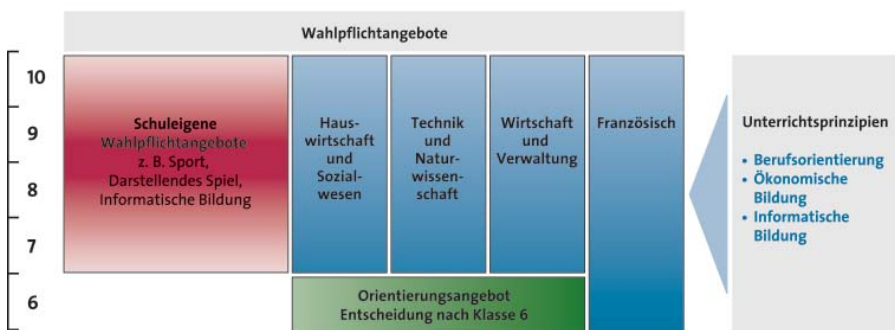 Wahlpflichtangebote
10
9
8
7
6
Schuleigene
Wahlpflichtangebote
z. B. Sport,
Darstellendes Spiel,
Informatische Bildung
Haus-
wirtschaft
und
Sozial-
wesen
Technik
und
Natur-
wissen-
schaft
Wirtschaft
und
Verwaltung
Französisch
Orientierungsangebot
Entscheidung nach Klasse 6
Unterrichtsprinzipien
• Berufsorientierung
• Ökonomische
Bildung
• Informatische
Bildung